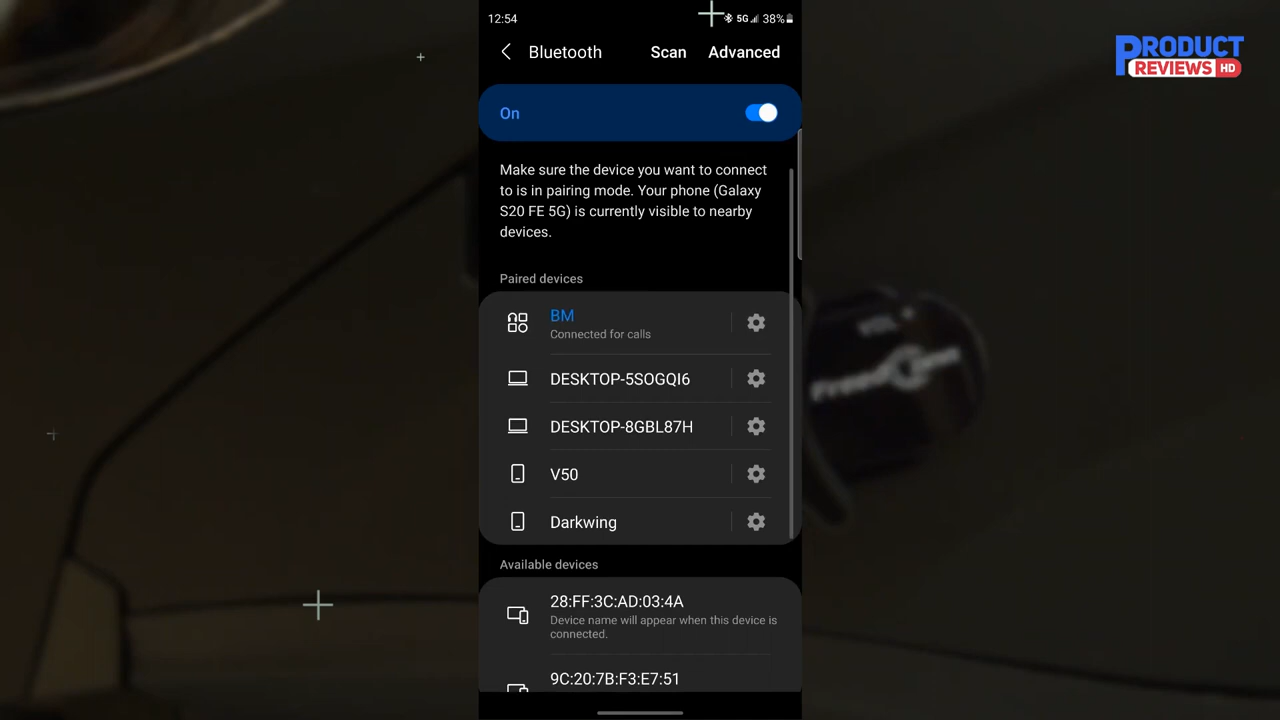 12:54
5G 38%
Bluetooth Scan Advanced
On
Make sure the device you want to connect
to is in pairing mode. Your phone (Galaxy
S20 FE 5G) is currently visible to nearby
devices.
Paired devices
BM
Connected for calls
DESKTOP-5SOGQI6
DESKTOP-8GBL87H
V50
Darkwing
Available devices
28:FF:3C:AD:03:4A
Device name will appear when this device is
connected.
9C:20:7B:F3:E7:51
PRODUCT
REVIEWS HD